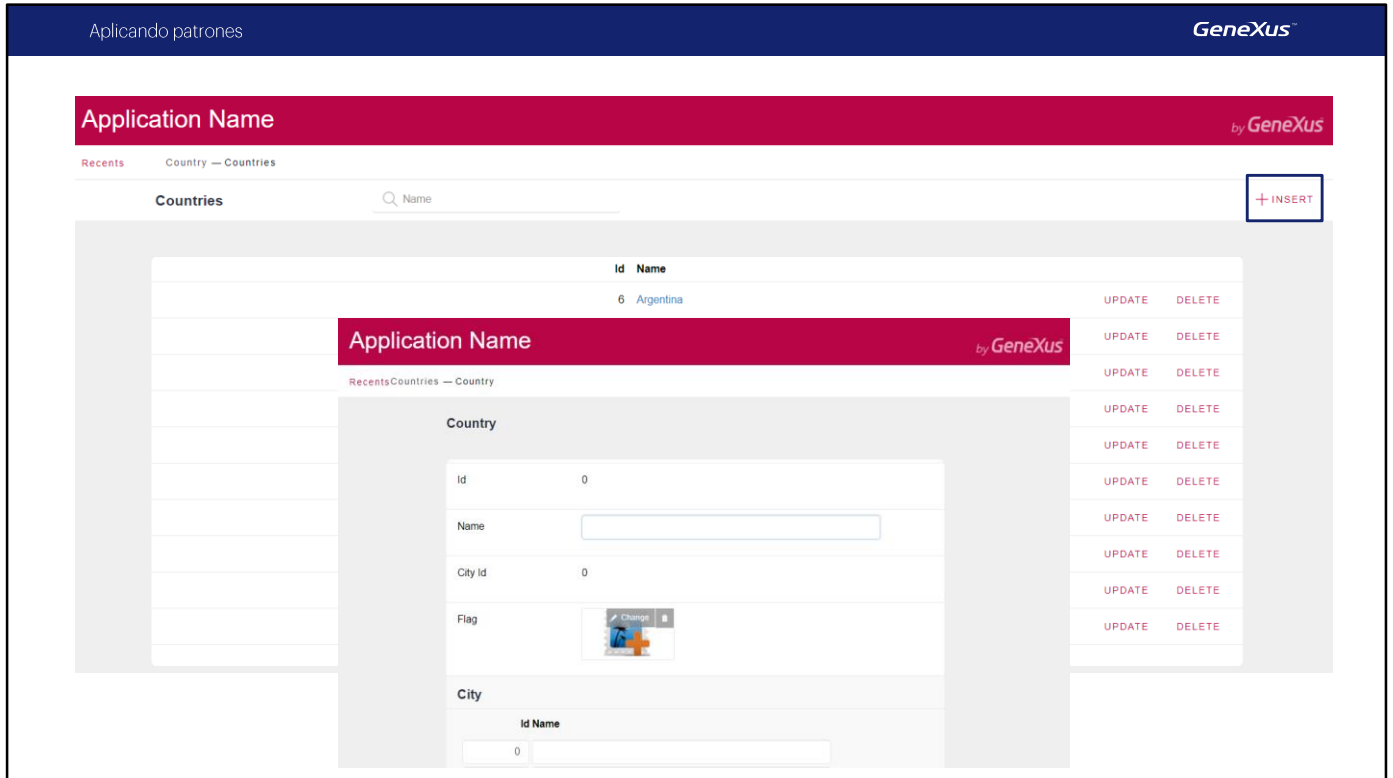 Aplicando patrones
GeneXus™
Application Name
by GeneXus
Recents Country — Countries
Countries
Name
INSERT
Id Name
6 Argentina UPDATE DELETE
UPDATE DELETE
UPDATE DELETE
UPDATE DELETE
UPDATE DELETE
UPDATE DELETE
UPDATE DELETE
UPDATE DELETE
UPDATE DELETE
UPDATE DELETE
Application Name
by GeneXus
RecentsCountries — Country
Country
Id 0
Name
City Id 0
Flag
Change
City
Id Name
0